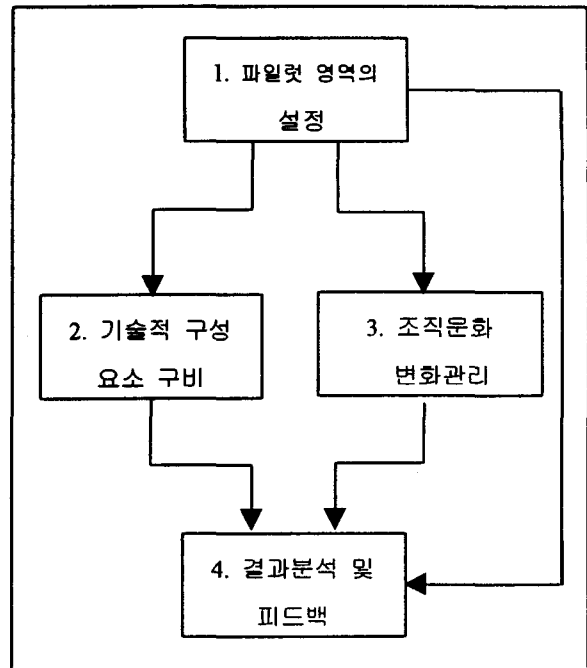 1. 파일럿 영역의
설정
2. 기술적 구성
요소 구비
3. 조직문화
변화관리
4. 결과분석 및
피드백